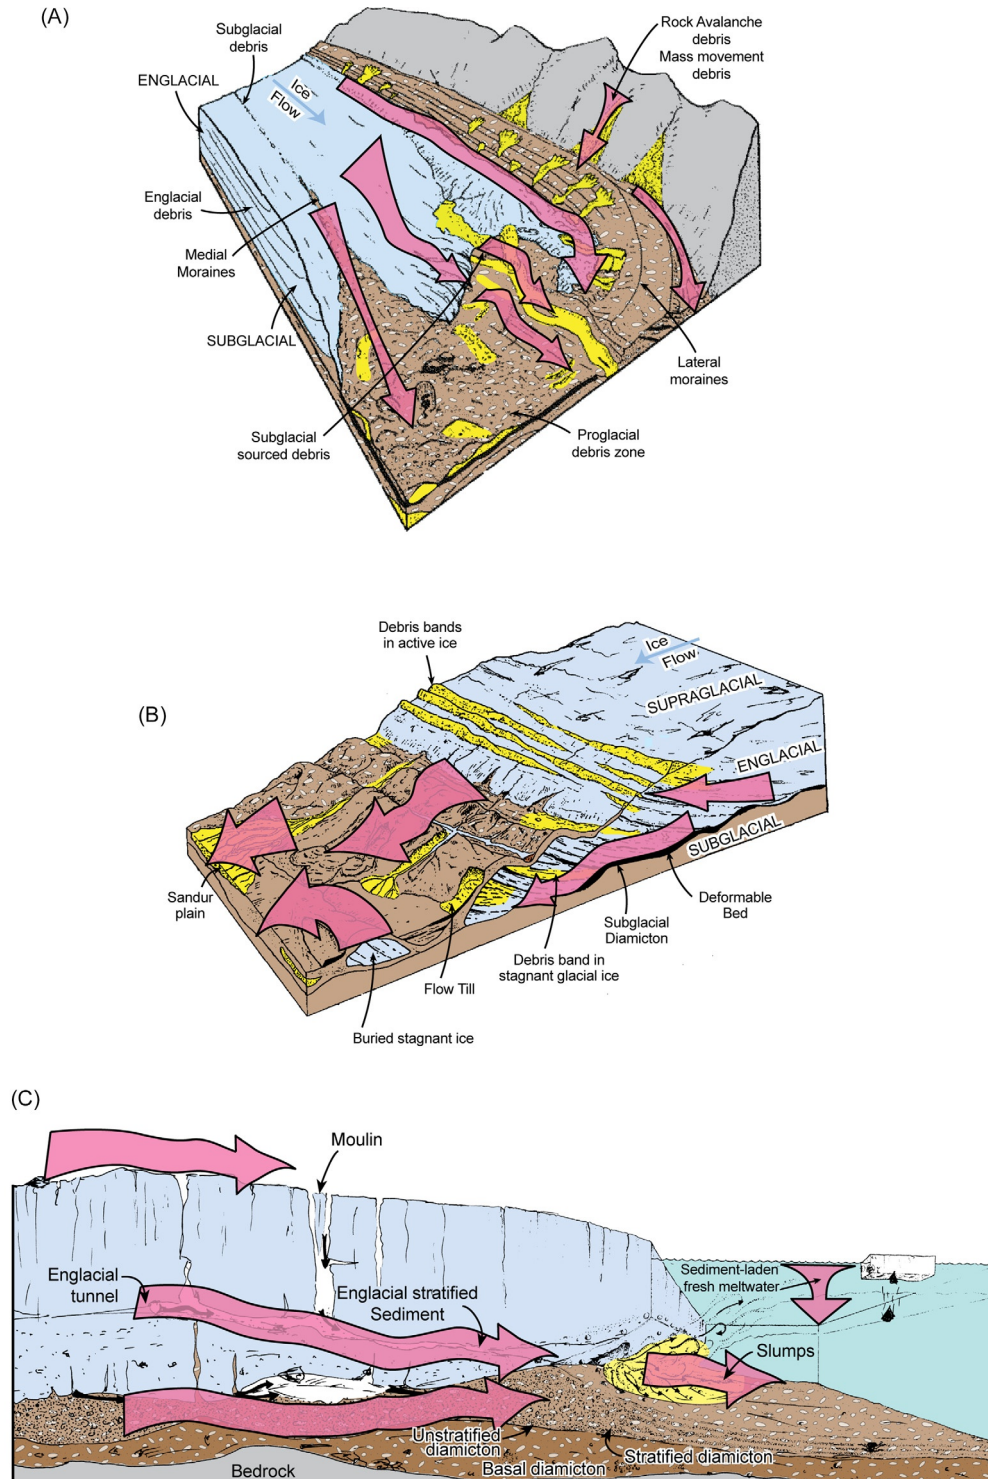 (A)
Subglacial
debris
ENGLACIAL
Ice
Flow
Rock Avalanche
debris
Mass movement
debris
Englacial
debris
Medial
Moraines
SUBGLACIAL
Subglacial
sourced debris
Proglacial
debris zone
Lateral
moraines
(B)
Debris bands
in active ice
Ice
Flow
SUPRAGLACIAL
ENGLACIAL
SUBGLACIAL
Sandur
plain
Deformable
Bed
Subglacial
Diamicton
Debris band in
stagnant glacial ice
Flow Till
Buried stagnant ice
(C)
Moulin
Englacial
tunnel
Englacial stratified
Sediment
Sediment-laden
fresh meltwater
Slumps
Unstratified
diamicton
Stratified diamicton
Basal diamicton
Bedrock